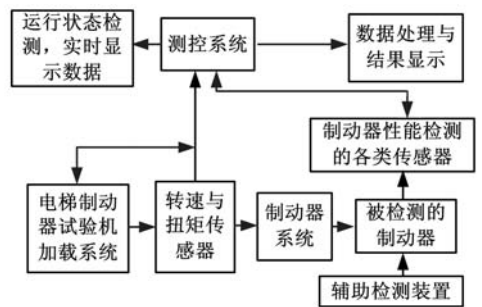 运行状态检
测，实时显
示数据
测控系统
数据处理与
结果显示
制动器性能检测
的各类传感器
电梯制动
器试验机
加载系统
转速与
扭矩传
感器
制动器
系统
被检测的
制动器
辅助检测装置